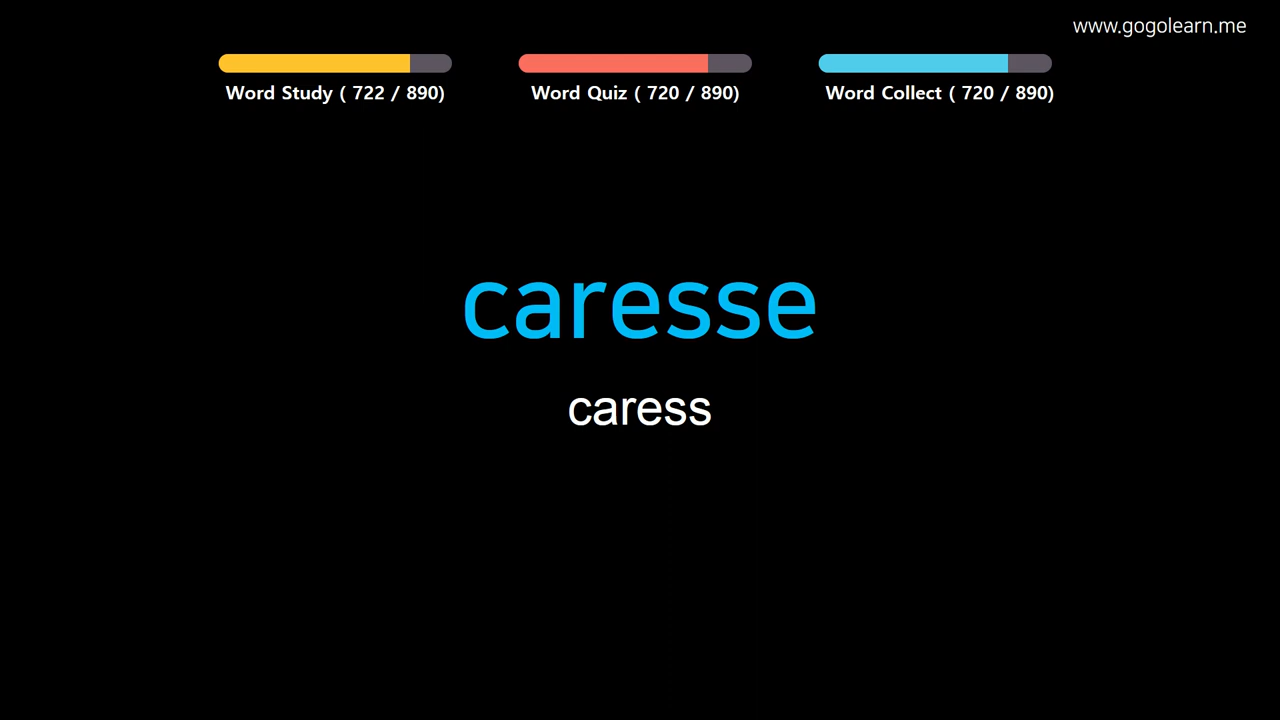 www.gogolearn.me
Word Study ( 722 / 890)
Word Quiz ( 720 / 890)
Word Collect ( 720 / 890)
caresse
caress